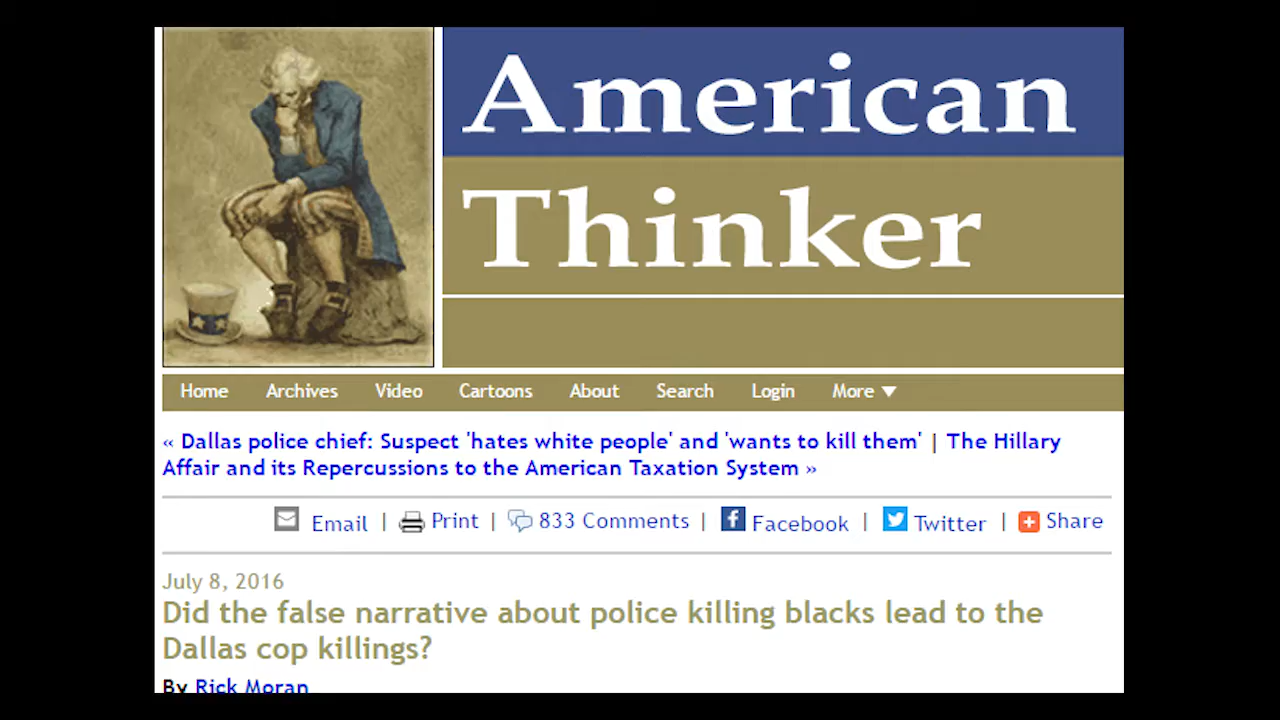 American
Thinker
Home Archives Video Cartoons About Search Login More ▼
« Dallas police chief: Suspect 'hates white people' and 'wants to kill them' | The Hillary
Affair and its Repercussions to the American Taxation System »
Email | Print | 833 Comments | Facebook | Twitter | Share
July 8, 2016
Did the false narrative about police killing blacks lead to the
Dallas cop killings?
By Rick Moran